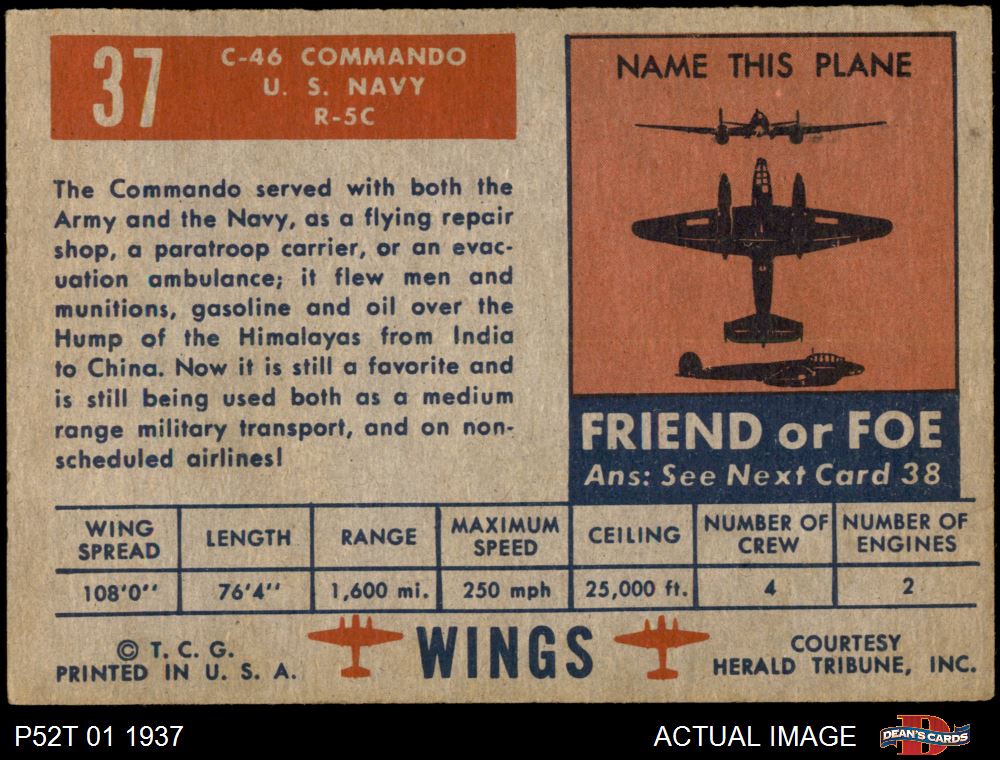 37
C-46 COMMANDO
U. S. NAVY
R-5C
The Commando served with both the
Army and the Navy, as a flying repair
shop, a paratroop carrier, or an evac-
uation ambulance; it flew men and
munitions, gasoline and oil over the
Hump of the Himalayas from India
to China. Now it is still a favorite and
is still being used both as a medium
range military transport, and on non-
scheduled airlines!
NAME THIS PLANE
FRIEND or FOE
Ans: See Next Card 38
WING SPREAD LENGTH RANGE MAXIMUM SPEED CEILING NUMBER OF CREW NUMBER OF ENGINES
108'0" 76'4" 1,600 mi. 250 mph 25,000 ft. 4 2
© T. C. G.
PRINTED IN U. S. A.
WINGS
COURTESY
HERALD TRIBUNE, INC.
P52T 01 1937
ACTUAL IMAGE
D
DEAN'S CARDS